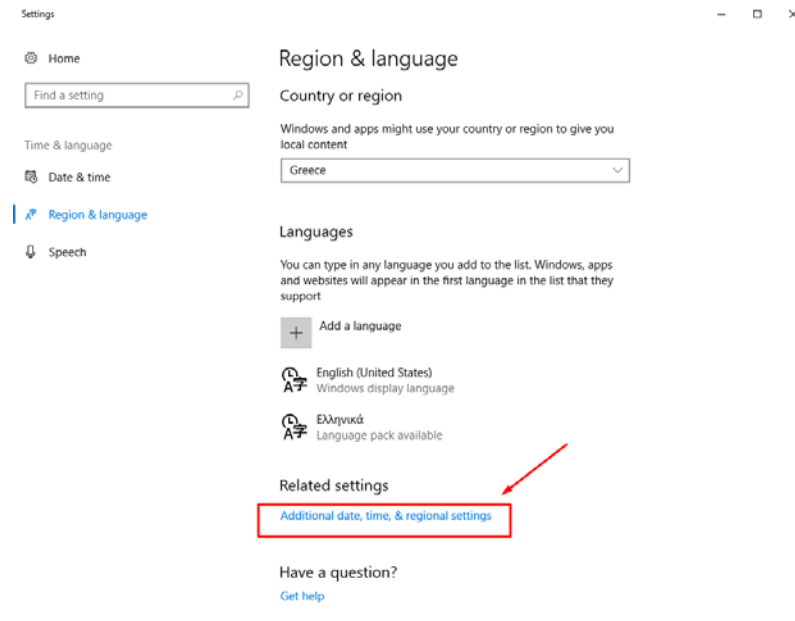 Settings
Home
Find a setting
Time & language
Date & time
Region & language
Speech
Region & language
Country or region
Windows and apps might use your country or region to give you
local content
Greece
Languages
You can type in any language you add to the list. Windows, apps
and websites will appear in the first language in the list that they
support
Add a language
English (United States)
Windows display language
Ελληνικά
Language pack available
Related settings
Additional date, time, & regional settings
Have a question?
Get help